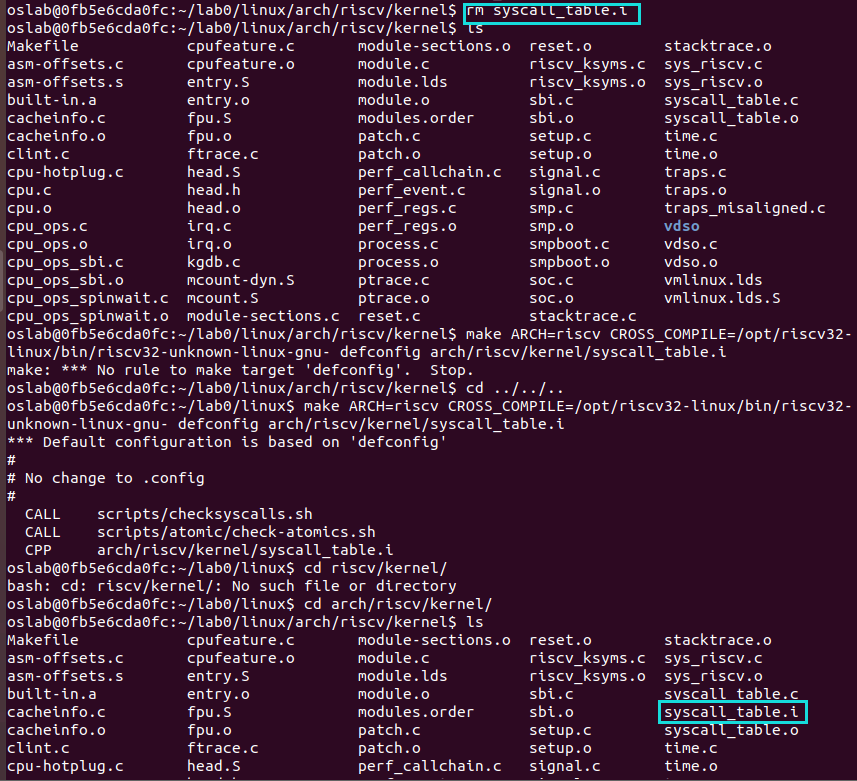 oslab@0fb5e6cda0fc:~/lab0/linux/arch/riscv/kernel$ rm syscall_table.i
oslab@0fb5e6cda0fc:~/lab0/linux/arch/riscv/kernel$ ls
Makefile cpufeature.c module-sections.o reset.o stacktrace.o
asm-offsets.c cpufeature.o module.c riscv_ksyms.c sys_riscv.c
asm-offsets.s entry.S module.lds riscv_ksyms.o sys_riscv.o
built-in.a entry.o module.o sbi.c syscall_table.c
cacheinfo.c fpu.S modules.order sbi.o syscall_table.o
cacheinfo.o fpu.o patch.c setup.c time.c
clint.c ftrace.c patch.o setup.o time.o
cpu-hotplug.c head.S perf_callchain.c signal.c traps.c
cpu.c head.h perf_event.c signal.o traps.o
cpu.o head.o perf_regs.c smp.c traps_misaligned.c
cpu_ops.c irq.c perf_regs.o smp.o vdso
cpu_ops.o irq.o process.c smpboot.c vdso.c
cpu_ops_sbi.c kgdb.c process.o smpboot.o vdso.o
cpu_ops_sbi.o mcount-dyn.S ptrace.c soc.c vmlinux.lds
cpu_ops_spinwait.c mcount.S ptrace.o soc.o vmlinux.lds.S
cpu_ops_spinwait.o module-sections.c reset.c stacktrace.c
oslab@0fb5e6cda0fc:~/lab0/linux/arch/riscv/kernel$ make ARCH=riscv CROSS_COMPILE=/opt/riscv32-
linux/bin/riscv32-unknown-linux-gnu- defconfig arch/riscv/kernel/syscall_table.i
make: *** No rule to make target 'defconfig'.  Stop.
oslab@0fb5e6cda0fc:~/lab0/linux/arch/riscv/kernel$ cd ../../..
oslab@0fb5e6cda0fc:~/lab0/linux$ make ARCH=riscv CROSS_COMPILE=/opt/riscv32-linux/bin/riscv32-
unknown-linux-gnu- defconfig arch/riscv/kernel/syscall_table.i
*** Default configuration is based on 'defconfig'
#
# No change to .config
#
CALL scripts/checksyscalls.sh
CALL scripts/atomic/check-atomics.sh
CPP arch/riscv/kernel/syscall_table.i
oslab@0fb5e6cda0fc:~/lab0/linux$ cd riscv/kernel/
bash: cd: riscv/kernel/: No such file or directory
oslab@0fb5e6cda0fc:~/lab0/linux$ cd arch/riscv/kernel/
oslab@0fb5e6cda0fc:~/lab0/linux/arch/riscv/kernel$ ls
Makefile cpufeature.c module-sections.o reset.o stacktrace.o
asm-offsets.c cpufeature.o module.c riscv_ksyms.c sys_riscv.c
asm-offsets.s entry.S module.lds riscv_ksyms.o sys_riscv.o
built-in.a entry.o module.o sbi.c syscall_table.c
cacheinfo.c fpu.S modules.order sbi.o syscall_table.i
cacheinfo.o fpu.o patch.c setup.c syscall_table.o
clint.c ftrace.c patch.o setup.o time.c
cpu-hotplug.c head.S perf_callchain.c signal.c time.o